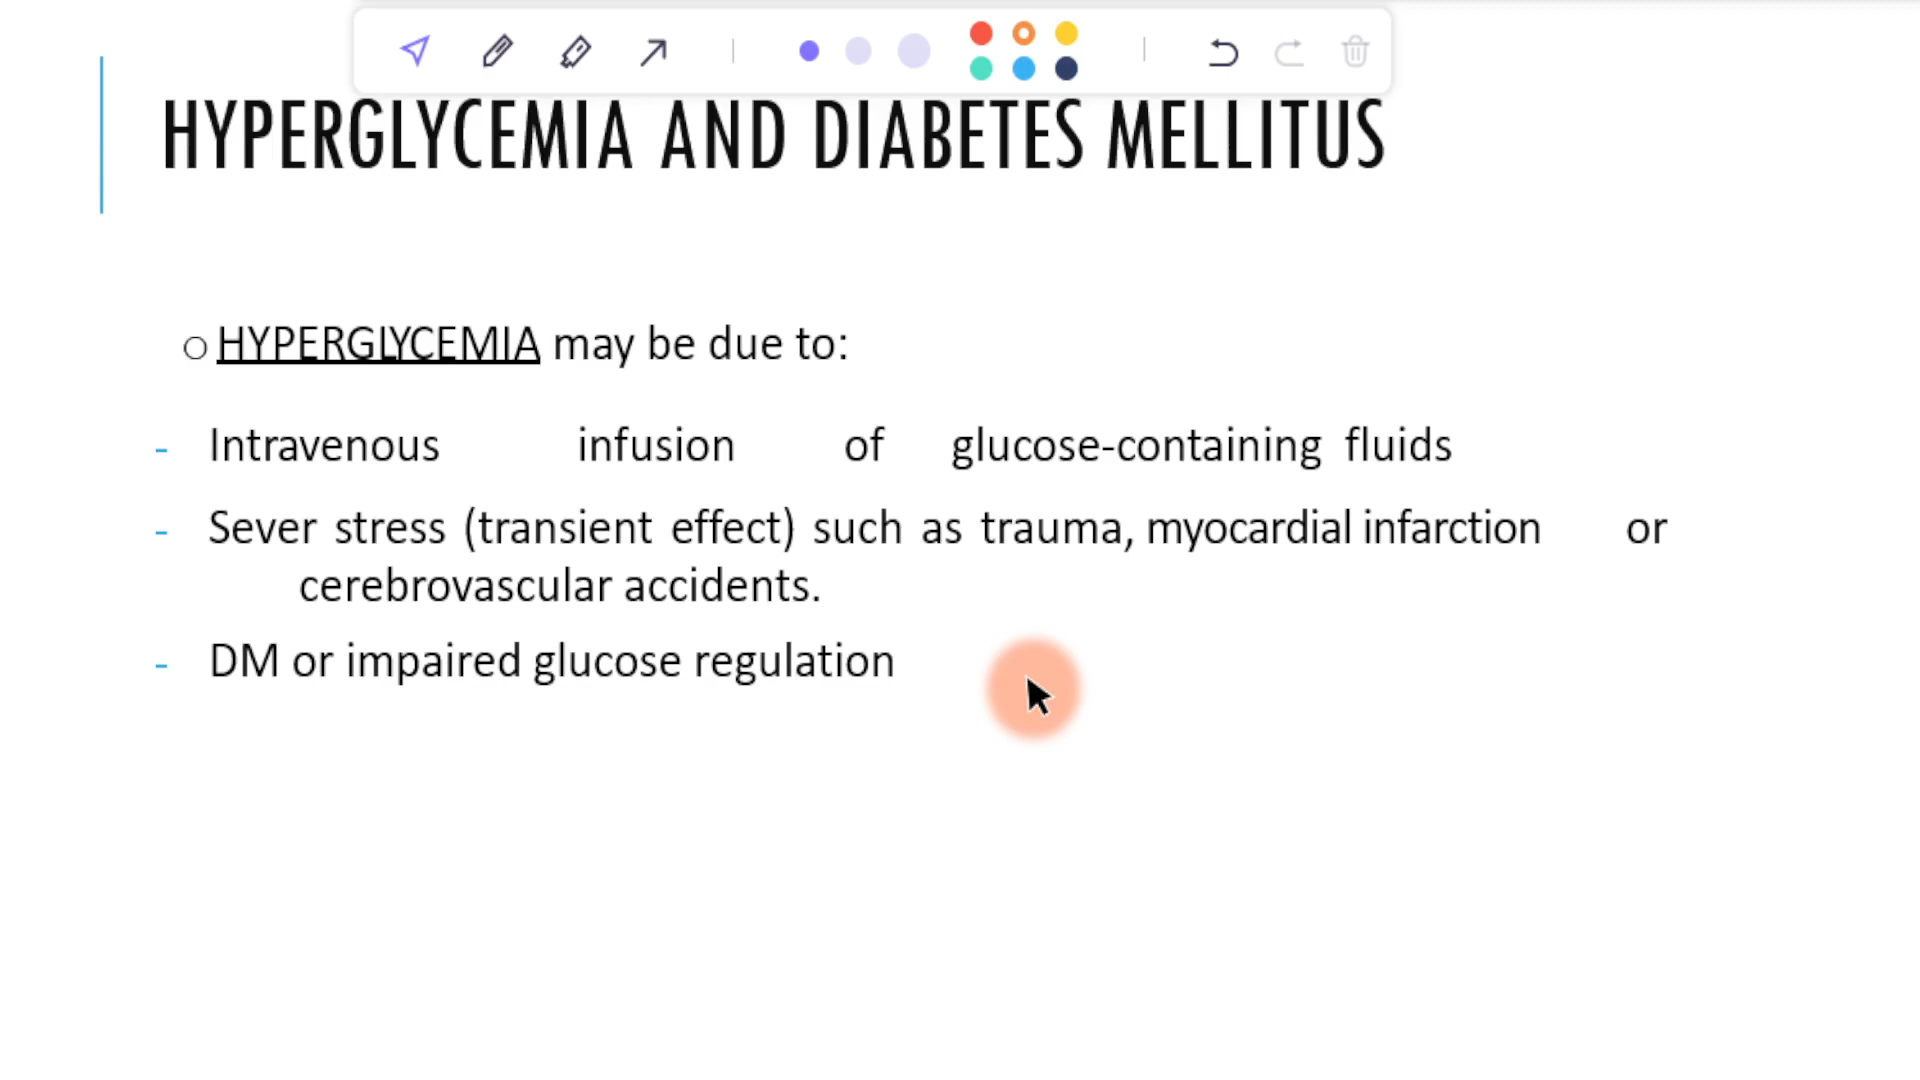 HYPERGLYCEMIA AND DIABETES MELLITUS
o HYPERGLYCEMIA may be due to:
- Intravenous infusion of glucose-containing fluids
- Sever stress (transient effect) such as trauma, myocardial infarction or
cerebrovascular accidents.
- DM or impaired glucose regulation